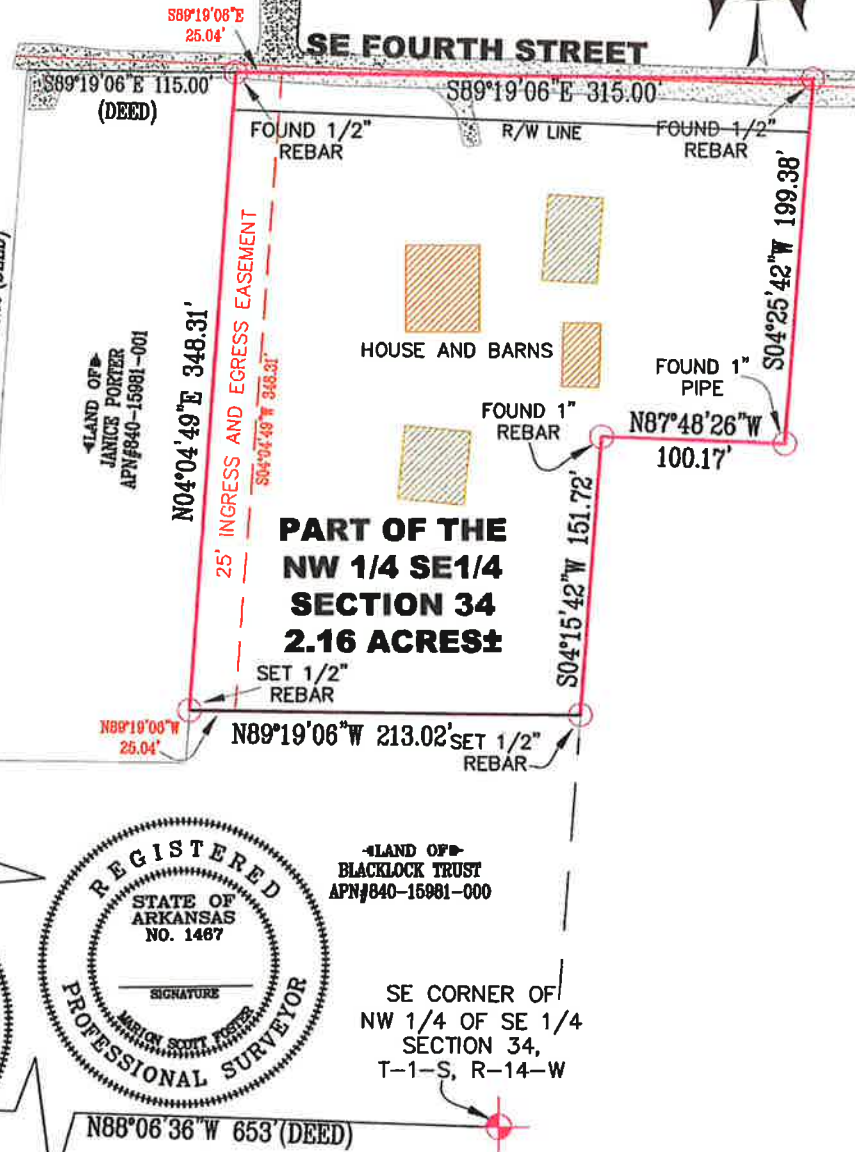 S89°19'06"E
25.04'
SE FOURTH STREET
S89°19'06"E 115.00'
(DEED)
S89°19'06"E 315.00'
FOUND 1/2"
REBAR
R/W LINE
FOUND 1/2"
REBAR
S04°25'42"W 199.38'
25' INGRESS AND EGRESS EASEMENT
S04°04'49"W 348.31'
N04°04'49"E 348.31'
◄LAND OF►
JANICE PORTER
APN#840-15981-001
HOUSE AND BARNS
FOUND 1"
PIPE
FOUND 1"
REBAR
N87°48'26"W
100.17'
S04°15'42"W 151.72'
PART OF THE
NW 1/4 SE1/4
SECTION 34
2.16 ACRES±
SET 1/2"
REBAR
N89°19'06"W
25.04'
N89°19'06"W 213.02'
SET 1/2"
REBAR
◄LAND OF►
BLACKLOCK TRUST
APN#840-15981-000
REGISTERED
STATE OF
ARKANSAS
NO. 1467
SIGNATURE
MARION SCOTT FOSTER
PROFESSIONAL SURVEYOR
SE CORNER OF
NW 1/4 OF SE 1/4
SECTION 34,
T-1-S, R-14-W
N88°06'36"W 653'(DEED)